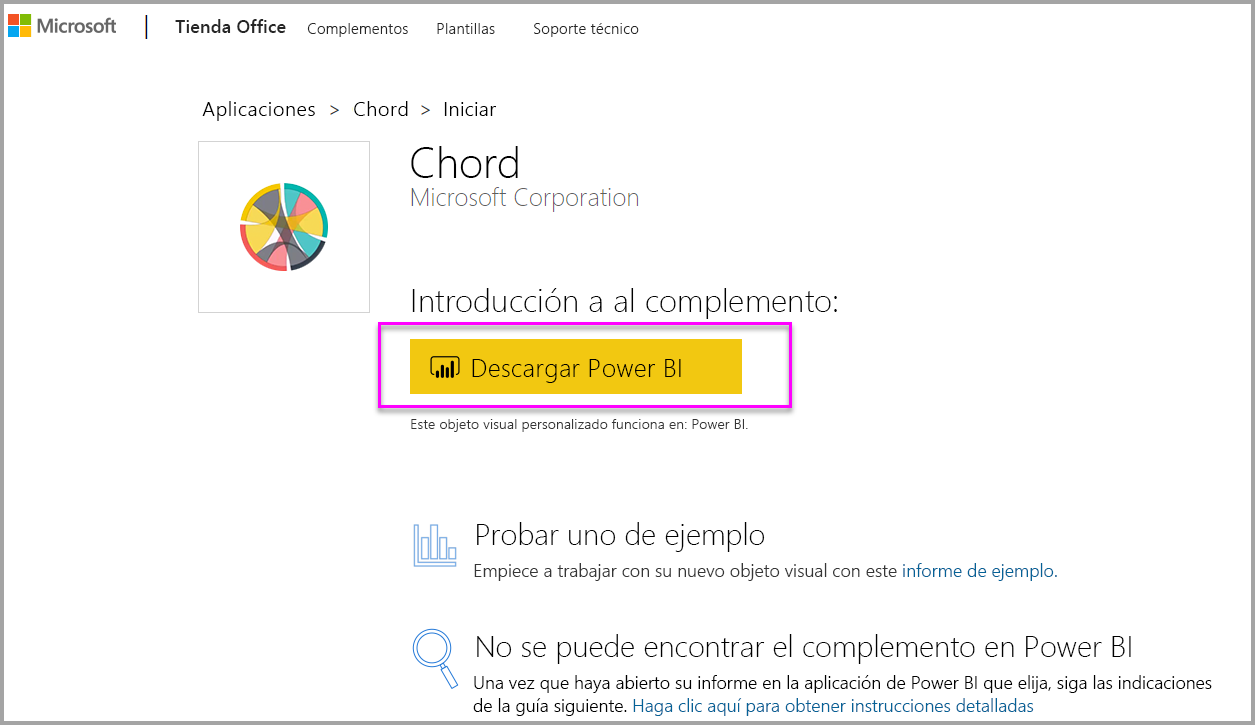 Microsoft | Tienda Office Complementos Plantillas Soporte técnico
Aplicaciones > Chord > Iniciar
Chord
Microsoft Corporation
Introducción a al complemento:
Descargar Power BI
Este objeto visual personalizado funciona en: Power BI.
Probar uno de ejemplo
Empiece a trabajar con su nuevo objeto visual con este informe de ejemplo.
No se puede encontrar el complemento en Power BI
Una vez que haya abierto su informe en la aplicación de Power BI que elija, siga las indicaciones
de la guía siguiente. Haga clic aquí para obtener instrucciones detalladas